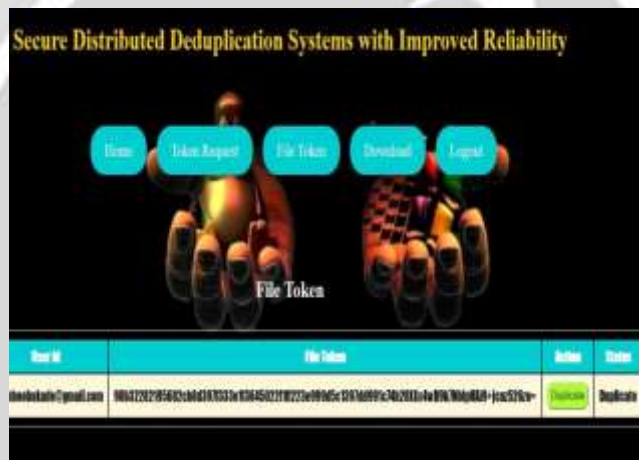 Secure Distributed Deduplication Systems with Improved Reliability
Home Token Request File Token Download Logout
File Token
User Id File Token Action Status
Duplicate Duplicate